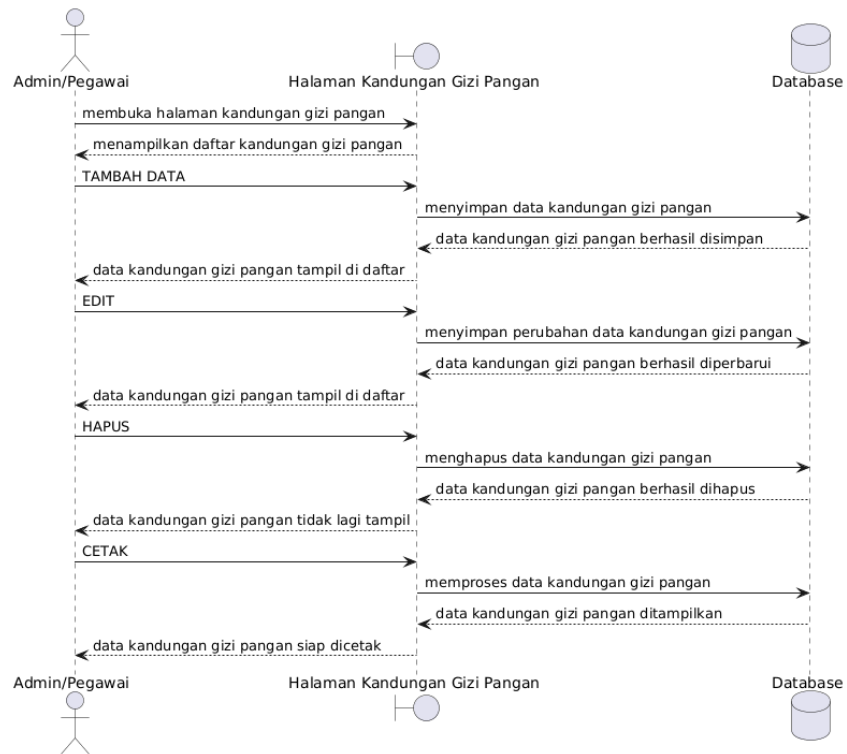 Admin/Pegawai
Halaman Kandungan Gizi Pangan
Database
membuka halaman kandungan gizi pangan
menampilkan daftar kandungan gizi pangan
TAMBAH DATA
menyimpan data kandungan gizi pangan
data kandungan gizi pangan berhasil disimpan
data kandungan gizi pangan tampil di daftar
EDIT
menyimpan perubahan data kandungan gizi pangan
data kandungan gizi pangan berhasil diperbarui
data kandungan gizi pangan tampil di daftar
HAPUS
menghapus data kandungan gizi pangan
data kandungan gizi pangan berhasil dihapus
data kandungan gizi pangan tidak lagi tampil
CETAK
memproses data kandungan gizi pangan
data kandungan gizi pangan ditampilkan
data kandungan gizi pangan siap dicetak
Admin/Pegawai
Halaman Kandungan Gizi Pangan
Database